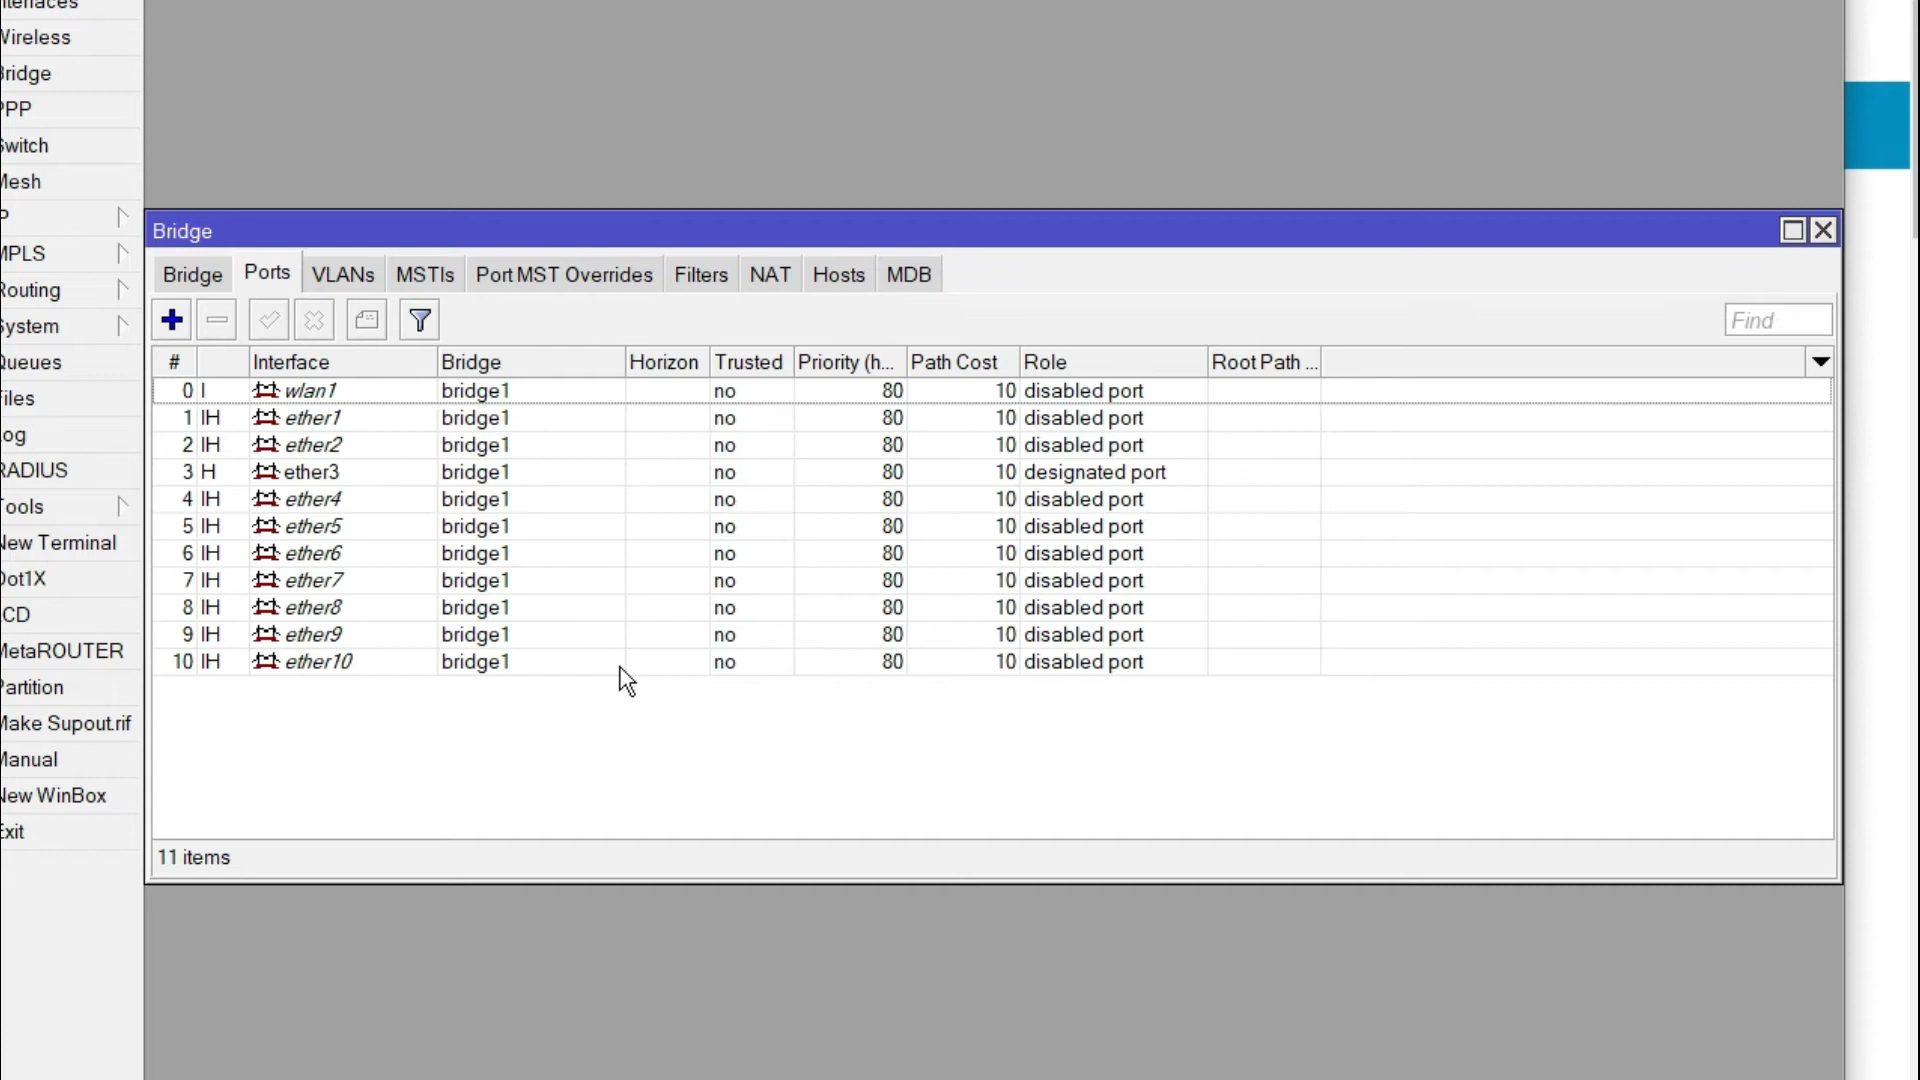 nterfaces
Wireless
Bridge
PPP
Switch
Mesh
P
MPLS
Routing
System
Queues
Files
Log
RADIUS
Tools
New Terminal
Dot1X
LCD
MetaROUTER
Partition
Make Supout.rif
Manual
New WinBox
Exit
Bridge
Bridge Ports VLANs MSTIs Port MST Overrides Filters NAT Hosts MDB
Find
# Interface Bridge Horizon Trusted Priority (h... Path Cost Role Root Path ...
0 I wlan1 bridge1 no 80 10 disabled port
1 IH ether1 bridge1 no 80 10 disabled port
2 IH ether2 bridge1 no 80 10 disabled port
3 H ether3 bridge1 no 80 10 designated port
4 IH ether4 bridge1 no 80 10 disabled port
5 IH ether5 bridge1 no 80 10 disabled port
6 IH ether6 bridge1 no 80 10 disabled port
7 IH ether7 bridge1 no 80 10 disabled port
8 IH ether8 bridge1 no 80 10 disabled port
9 IH ether9 bridge1 no 80 10 disabled port
10 IH ether10 bridge1 no 80 10 disabled port
11 items